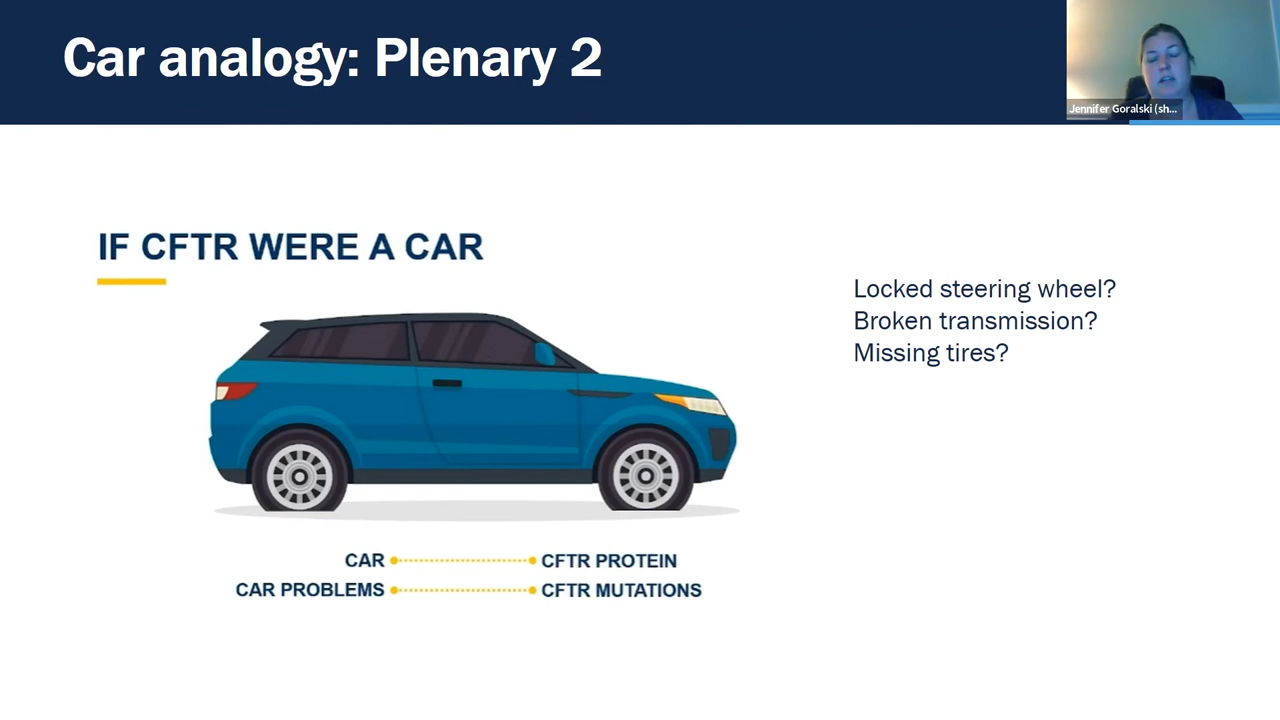 Car analogy: Plenary 2
Jennifer Goralski (sh...
IF CFTR WERE A CAR
Locked steering wheel?
Broken transmission?
Missing tires?
CAR CFTR PROTEIN
CAR PROBLEMS CFTR MUTATIONS